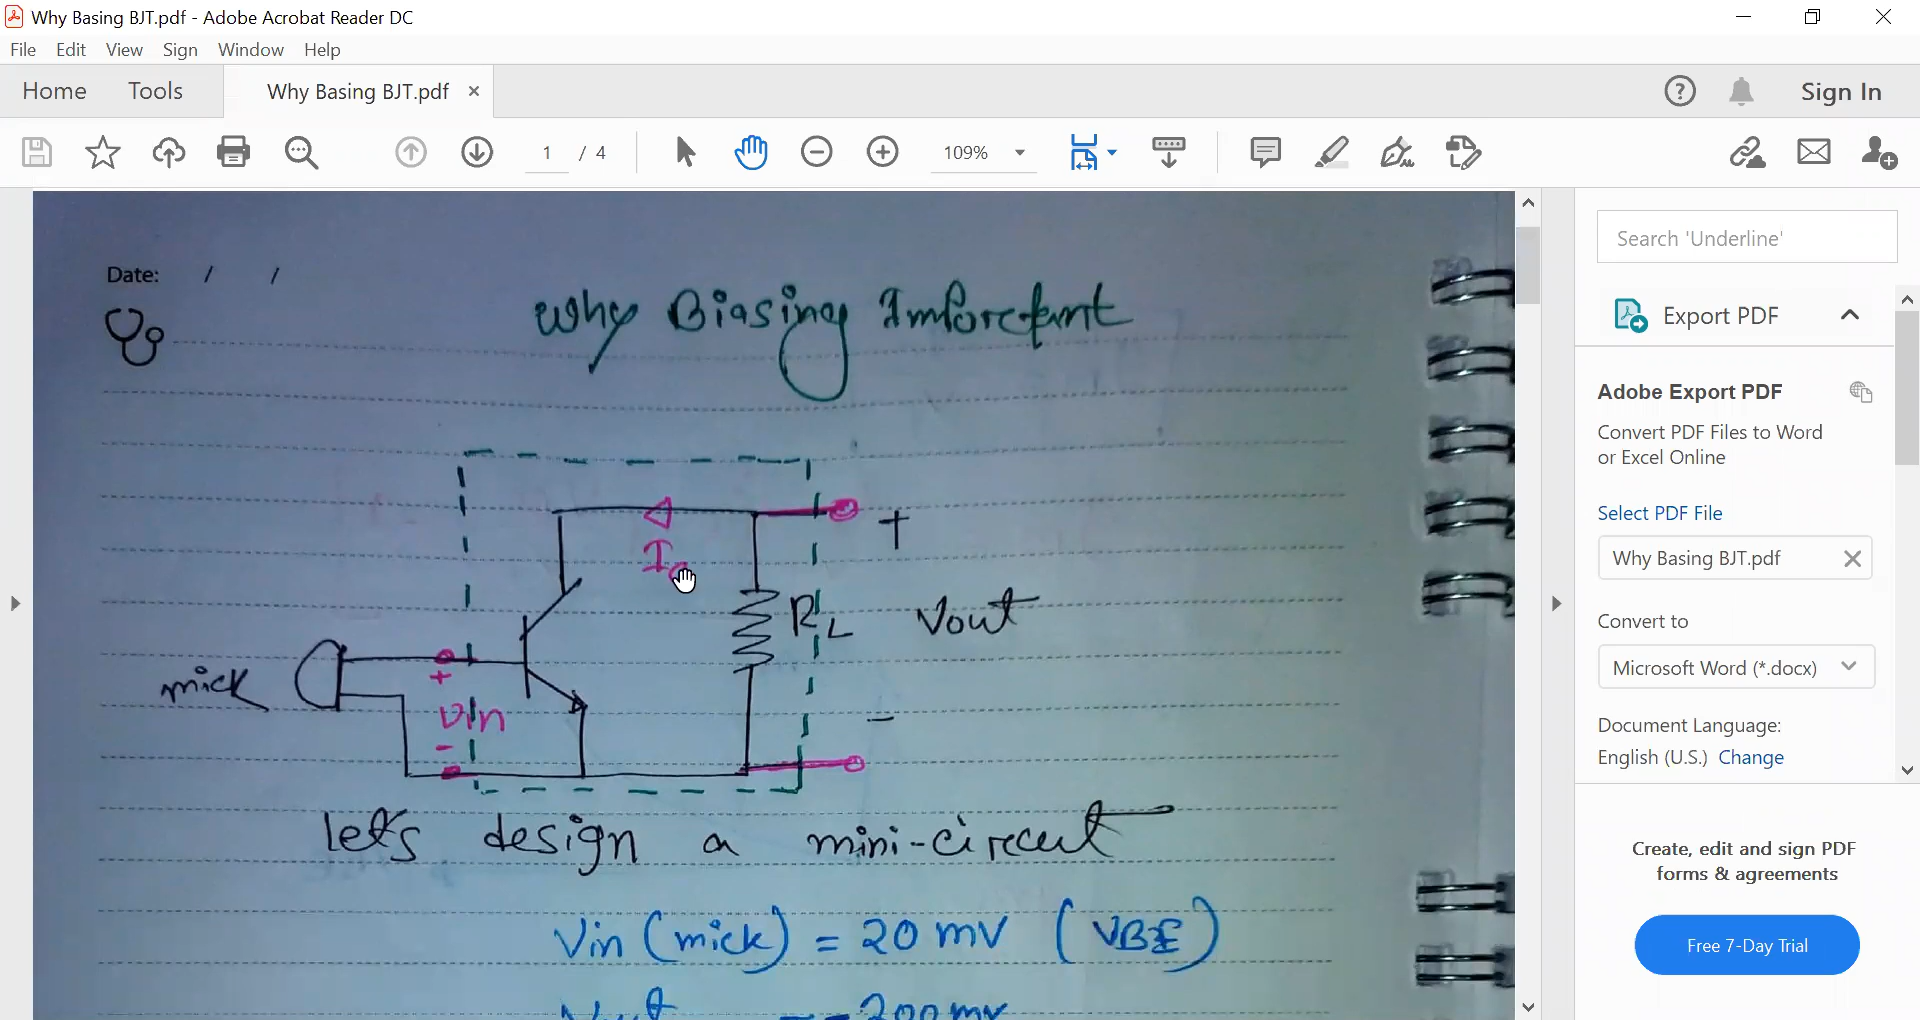 Why Basing BJT.pdf - Adobe Acrobat Reader DC
File Edit View Sign Window Help
Home Tools Why Basing BJT.pdf × Sign In
1 / 4 109%
Date: / /
Why Biasing Imporctant
I
+
RL Vout
mick
+
Vin
-
-
let's design a mini-circuit
Vin (mick) = 20 mV (VBE)
Search 'Underline'
Export PDF
Adobe Export PDF
Convert PDF Files to Word
or Excel Online
Select PDF File
Why Basing BJT.pdf
Convert to
Microsoft Word (*.docx)
Document Language:
English (U.S.) Change
Create, edit and sign PDF
forms & agreements
Free 7-Day Trial